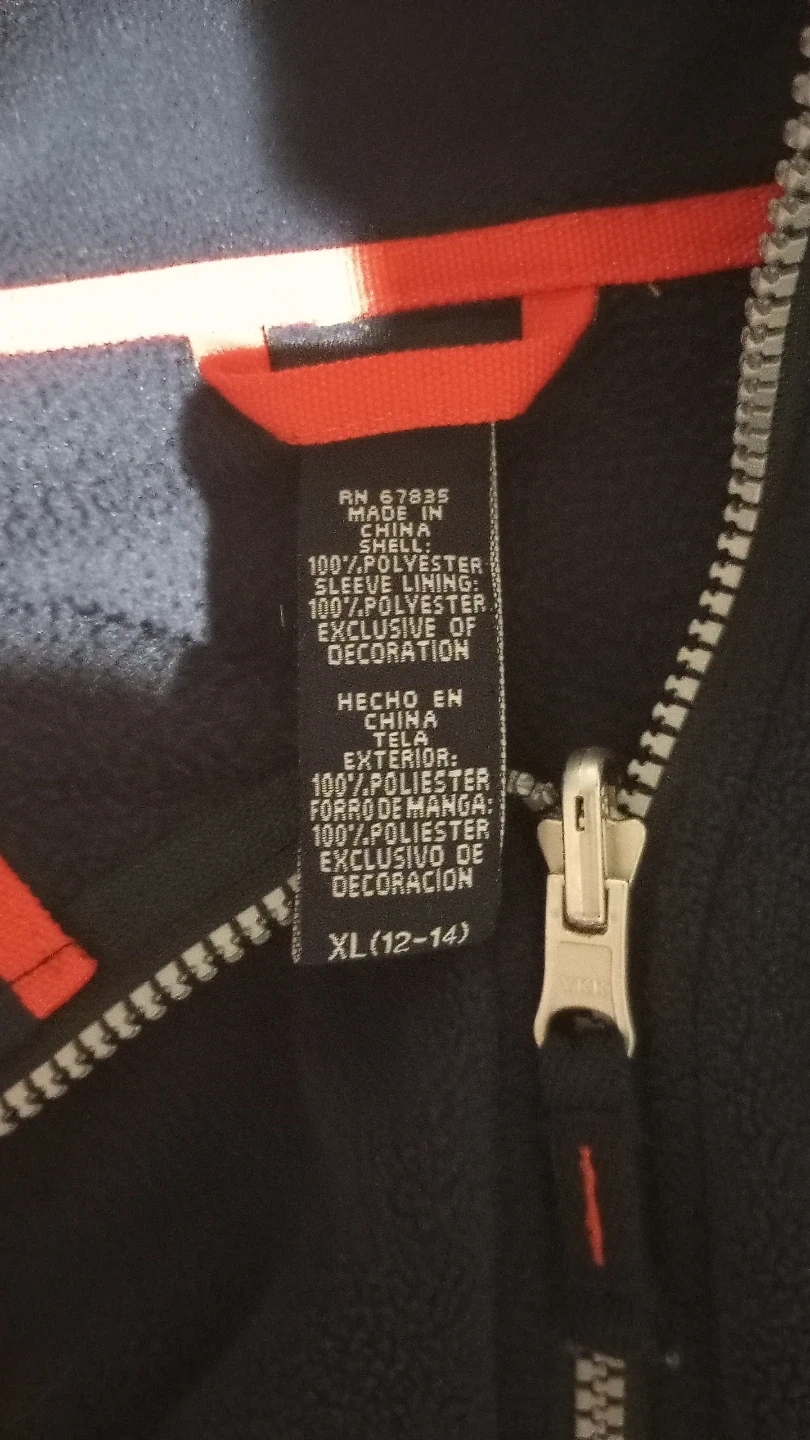 RN 67835
MADE IN
CHINA
SHELL:
100%POLYESTER
SLEEVE LINING:
100%POLYESTER
EXCLUSIVE OF
DECORATION
HECHO EN
CHINA
TELA
EXTERIOR:
100%POLIESTER
FORRO DE MANGA:
100%POLIESTER
EXCLUSIVO DE
DECORACION
XL(12-14)
YKK